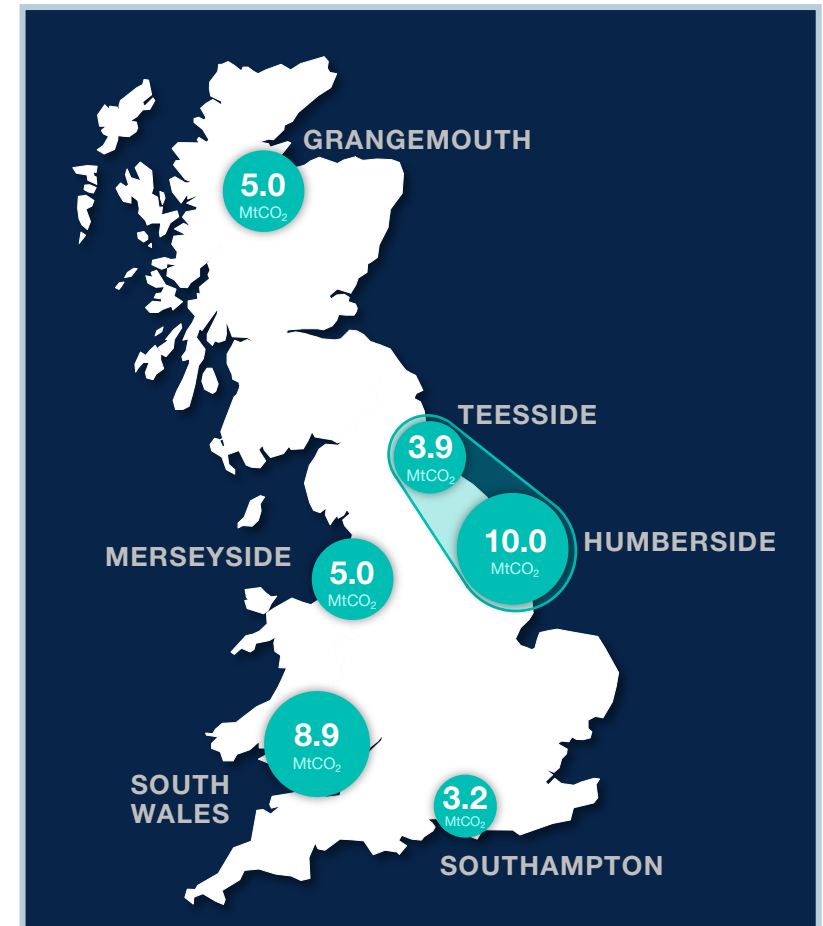 GRANGEMOUTH
5.0
MtCO₂
TEESSIDE
3.9
MtCO₂
10.0
MtCO₂
HUMBERSIDE
MERSEYSIDE
5.0
MtCO₂
8.9
MtCO₂
SOUTH
WALES
3.2
MtCO₂
SOUTHAMPTON